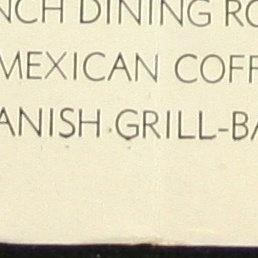 NCH DINING RO
MEXICAN COFF
ANISH GRILL-BA